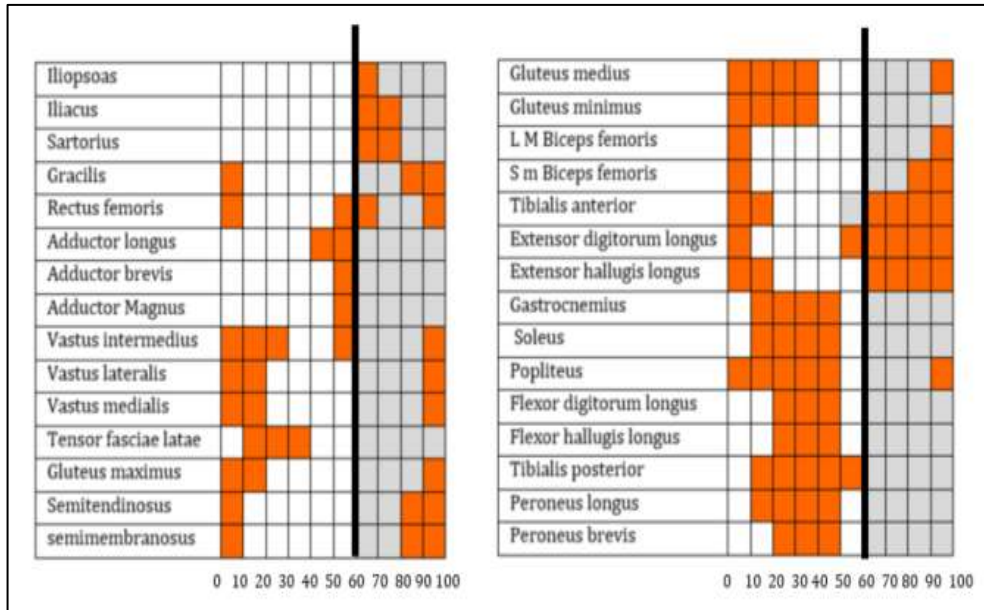 Iliopsoas
Iliacus
Sartorius
Gracilis
Rectus femoris
Adductor longus
Adductor brevis
Adductor Magnus
Vastus intermedius
Vastus lateralis
Vastus medialis
Tensor fasciae latae
Gluteus maximus
Semitendinosus
semimembranosus
0 10 20 30 40 50 60 70 80 90 100
Gluteus medius
Gluteus minimus
L M Biceps femoris
S m Biceps femoris
Tibialis anterior
Extensor digitorum longus
Extensor hallugis longus
Gastrocnemius
Soleus
Popliteus
Flexor digitorum longus
Flexor hallugis longus
Tibialis posterior
Peroneus longus
Peroneus brevis
0 10 20 30 40 50 60 70 80 90 100